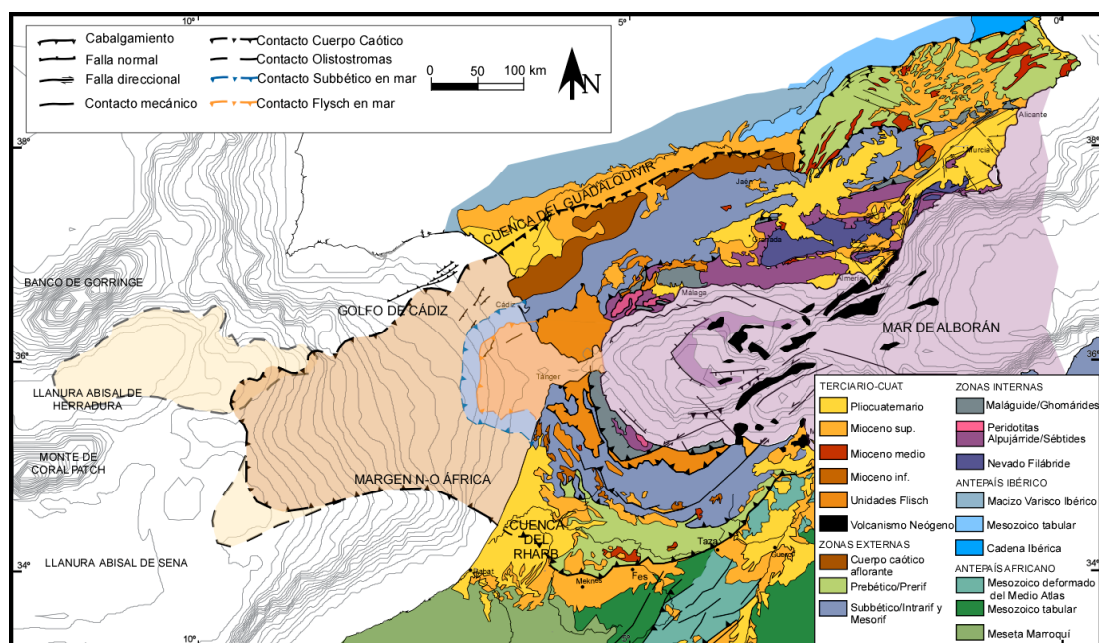 10°
5°
0°
Cabalgamiento
Falla normal
Falla direccional
Contacto mecánico
Contacto Cuerpo Caótico
Contacto Olistostromas
Contacto Subbético en mar
Contacto Flysch en mar
0 50 100 km
N
38°
38°
Alicante
Murcia
Jaén
CUENCA DEL GUADALQUIVIR
Granada
Almería
Málaga
BANCO DE GORRINGE
GOLFO DE CÁDIZ
Cádiz
MAR DE ALBORÁN
36°
36°
Tánger
LLANURA ABISAL DE
HERRADURA
MONTE DE
CORAL PATCH
MARGEN N-O ÁFRICA
LLANURA ABISAL DE SENA
CUENCA
DEL
RHARB
Taza
Guercif
Rabat
Meknes
Fes
34°
34°
10°
TERCIARIO-CUAT.
Pliocuaternario
Mioceno sup.
Mioceno medio
Mioceno inf.
Unidades Flisch
Volcanismo Neógeno
ZONAS EXTERNAS
Cuerpo caótico
aflorante
Prebético/Prerif
Subbético/Intrarif y
Mesorif
ZONAS INTERNAS
Maláguide/Ghomárides
Peridotitas
Alpujárride/Sébtides
Nevado Filábride
ANTEPAÍS IBÉRICO
Macizo Varisco Ibérico
Mesozoico tabular
Cadena Ibérica
ANTEPAÍS AFRICANO
Mesozoico deformado
del Medio Atlas
Mesozoico tabular
Meseta Marroquí